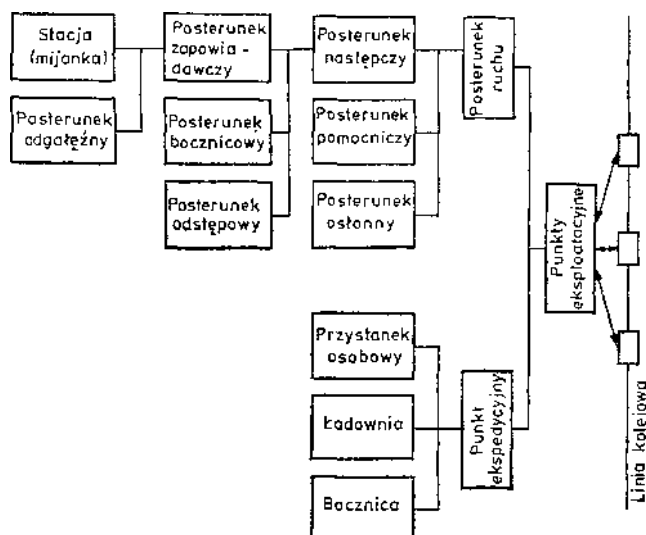 Stacja
(mijanka)
Posterunek
zapowia-
dawczy
Posterunek
następczy
Posterunek
ruchu
Posterunek
odgałęźny
Posterunek
bocznicowy
Posterunek
pomocniczy
Posterunek
odstępowy
Posterunek
osłonny
Punkty
eksploatacyjne
Przystanek
osobowy
Ładownia
Punkt
ekspedycyjny
Bocznica
Linia kolejowa